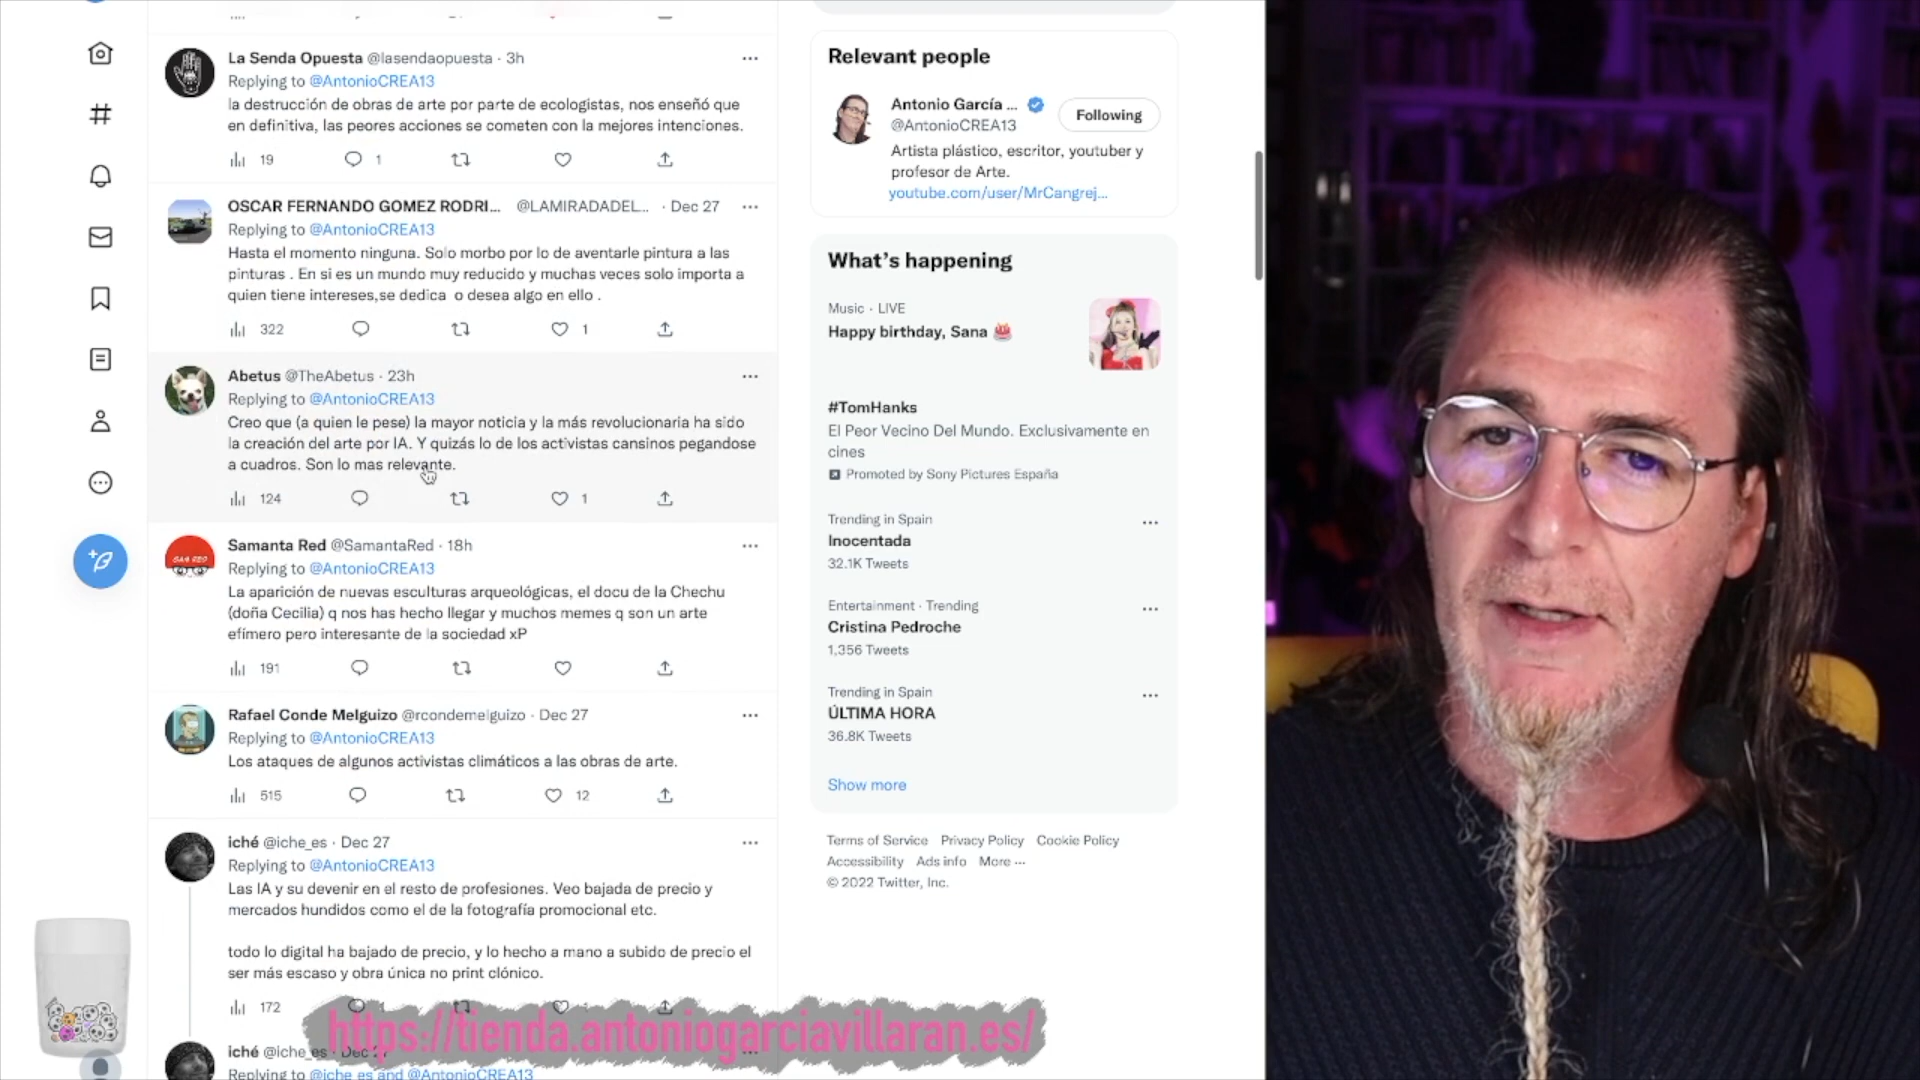 La Senda Opuesta @lasendaopuesta · 3h
Replying to @AntonioCREA13
la destrucción de obras de arte por parte de ecologistas, nos enseñó que
en definitiva, las peores acciones se cometen con la mejores intenciones.
19 1
OSCAR FERNANDO GOMEZ RODRI... @LAMIRADADEL... · Dec 27
Replying to @AntonioCREA13
Hasta el momento ninguna. Solo morbo por lo de aventarle pintura a las
pinturas . En si es un mundo muy reducido y muchas veces solo importa a
quien tiene intereses,se dedica o desea algo en ello .
322 1
Abetus @TheAbetus · 23h
Replying to @AntonioCREA13
Creo que (a quien le pese) la mayor noticia y la más revolucionaria ha sido
la creación del arte por IA. Y quizás lo de los activistas cansinos pegandose
a cuadros. Son lo mas relevante.
124 1
SAM RED
Samanta Red @SamantaRed · 18h
Replying to @AntonioCREA13
La aparición de nuevas esculturas arqueológicas, el docu de la Chechu
(doña Cecilia) q nos has hecho llegar y muchos memes q son un arte
efímero pero interesante de la sociedad xP
191
Rafael Conde Melguizo @rcondemelguizo · Dec 27
Replying to @AntonioCREA13
Los ataques de algunos activistas climáticos a las obras de arte.
515 12
iché @iche_es · Dec 27
Replying to @AntonioCREA13
Las IA y su devenir en el resto de profesiones. Veo bajada de precio y
mercados hundidos como el de la fotografía promocional etc.
todo lo digital ha bajado de precio, y lo hecho a mano a subido de precio el
ser más escaso y obra única no print clónico.
172 1 1
iché @iche_es · Dec 27
Replying to @iche_es and @AntonioCREA13
https://tienda.antoniogarciavillaran.es/
Relevant people
Antonio García ...
@AntonioCREA13
Following
Artista plástico, escritor, youtuber y
profesor de Arte.
youtube.com/user/MrCangrej...
What's happening
Music · LIVE
Happy birthday, Sana
#TomHanks
El Peor Vecino Del Mundo. Exclusivamente en
cines
Promoted by Sony Pictures España
Trending in Spain
Inocentada
32.1K Tweets
Entertainment · Trending
Cristina Pedroche
1,356 Tweets
Trending in Spain
ÚLTIMA HORA
36.8K Tweets
Show more
Terms of Service Privacy Policy Cookie Policy
Accessibility Ads info More ···
© 2022 Twitter, Inc.